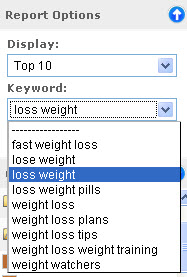 Report Options
Display:
Top 10
Keyword:
loss weight
----------------
fast weight loss
lose weight
loss weight
loss weight pills
weight loss
weight loss plans
weight loss tips
weight loss weight training
weight watchers